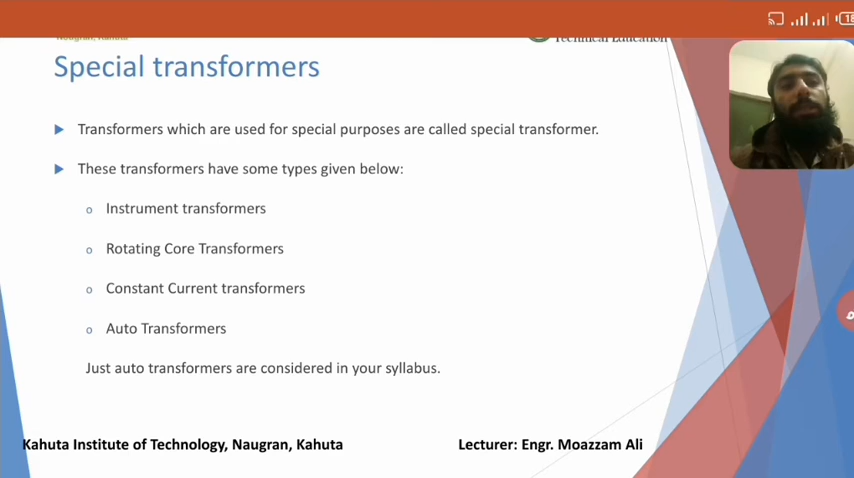 Naugran, Kahuta
Technical Education
18
Special transformers
Transformers which are used for special purposes are called special transformer.
These transformers have some types given below:
Instrument transformers
Rotating Core Transformers
Constant Current transformers
Auto Transformers
Just auto transformers are considered in your syllabus.
Kahuta Institute of Technology, Naugran, Kahuta
Lecturer: Engr. Moazzam Ali